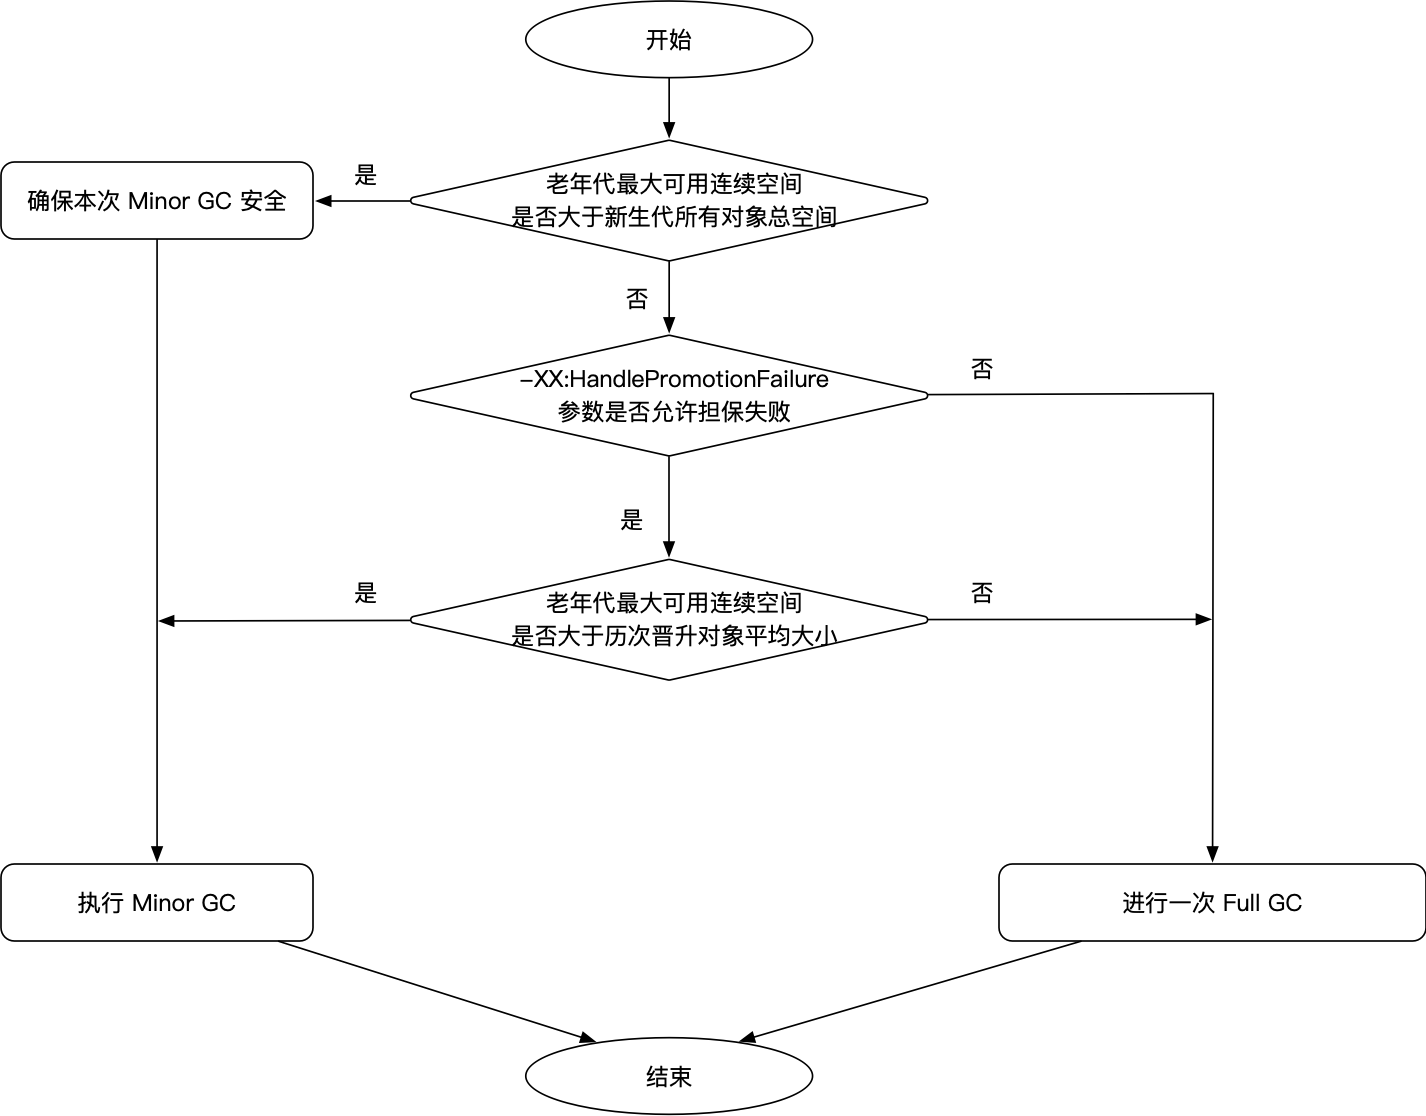 开始
是
确保本次 Minor GC 安全
老年代最大可用连续空间
是否大于新生代所有对象总空间
否
–XX:HandlePromotionFailure
参数是否允许担保失败
否
是
是
老年代最大可用连续空间
是否大于历次晋升对象平均大小
否
执行 Minor GC
进行一次 Full GC
结束